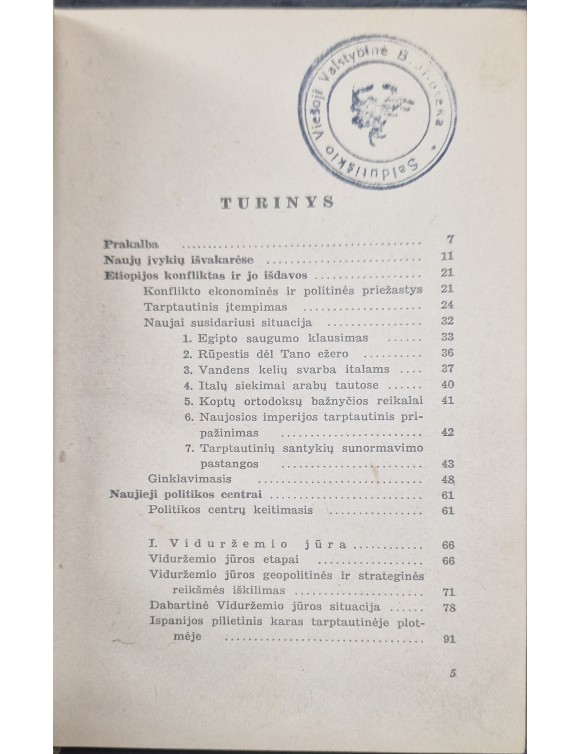 Saldutiškio Viešoji Valstybinė Biblioteka *
TURINYS
Prakalba ........................................ 7
Naujų įvykių išvakarėse ............................ 11
Etiopijos konfliktas ir jo išdavos ..................... 21
Konflikto ekonominės ir politinės priežastys 21
Tarptautinis įtempimas ...................... 24
Naujai susidariusi situacija .................... 32
1. Egipto saugumo klausimas ............ 33
2. Rūpestis dėl Tano ežero ............ 36
3. Vandens kelių svarba italams ........ 37
4. Italų siekimai arabų tautose .......... 40
5. Koptų ortodoksų bažnyčios reikalai 41
6. Naujosios imperijos tarptautinis pri-
pažinimas ........................ 42
7. Tarptautinių santykių sunormavimo
pastangos ........................ 43
Ginklavimasis ................................ 48
Naujieji politikos centrai .......................... 61
Politikos centrų keitimasis ................ 61
I. Viduržemio jūra ............ 66
Viduržemio jūros etapai .................... 66
Viduržemio jūros geopolitinės ir strateginės
reikšmės iškilimas ...................... 71
Dabartinė Viduržemio jūros situacija ...... 78
Ispanijos pilietinis karas tarptautinėje plot-
mėje ................................ 91
5